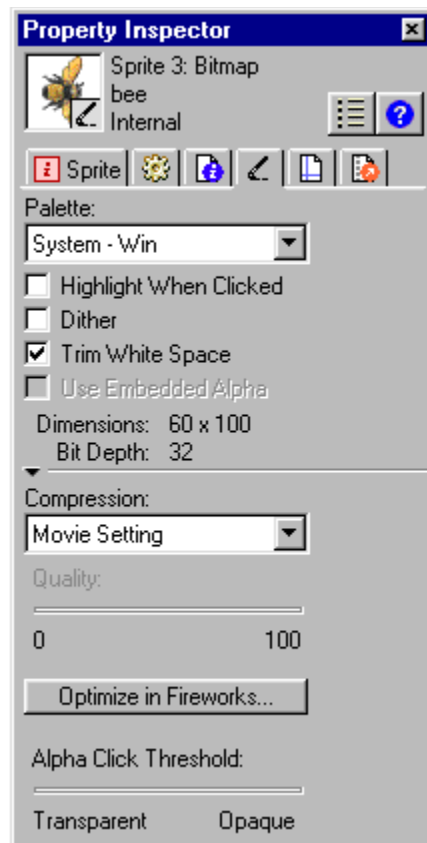 Property Inspector
Sprite 3: Bitmap
bee
Internal
Sprite
Palette:
System - Win
Highlight When Clicked
Dither
Trim White Space
Use Embedded Alpha
Dimensions: 60 x 100
Bit Depth: 32
Compression:
Movie Setting
Quality:
0 100
Optimize in Fireworks...
Alpha Click Threshold:
Transparent Opaque